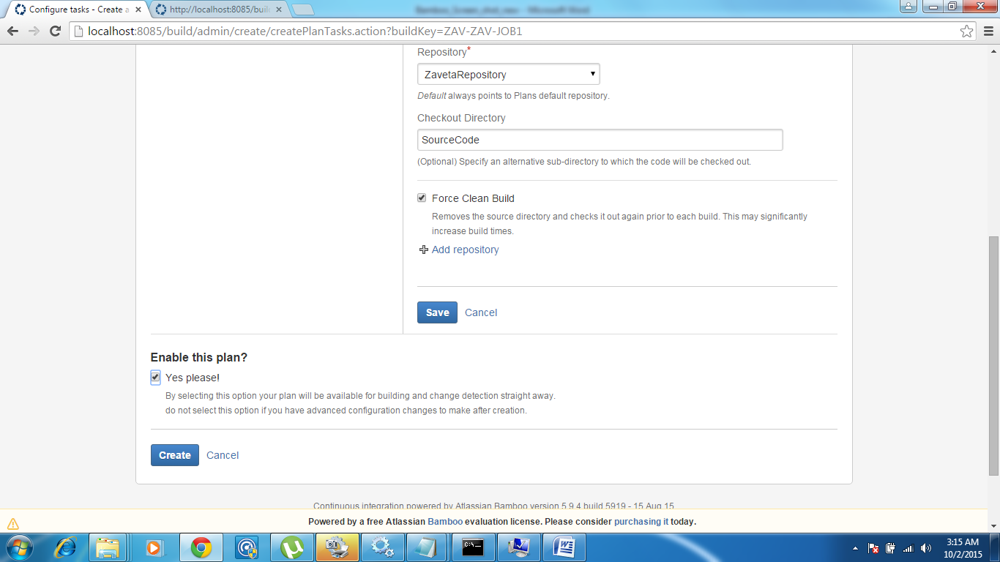 Configure tasks - Create a
http://localhost:8085/build
Bamboo_Screen_shot_new - Microsoft Word
localhost:8085/build/admin/create/createPlanTasks.action?buildKey=ZAV-ZAV-JOB1
Repository*
ZavetaRepository
Default always points to Plans default repository.
Checkout Directory
SourceCode
(Optional) Specify an alternative sub-directory to which the code will be checked out.
Force Clean Build
Removes the source directory and checks it out again prior to each build. This may significantly
increase build times.
Add repository
Save Cancel
Enable this plan?
Yes please!
By selecting this option your plan will be available for building and change detection straight away.
do not select this option if you have advanced configuration changes to make after creation.
Create Cancel
Continuous integration powered by Atlassian Bamboo version 5.9.4 build 5919 - 15 Aug 15
Powered by a free Atlassian Bamboo evaluation license. Please consider purchasing it today.
3:15 AM
10/2/2015